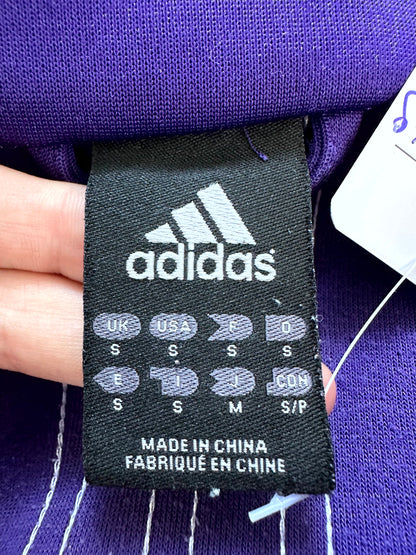 adidas
UK USA F D
S S S S
E I J CDN
S S M S/P
MADE IN CHINA
FABRIQUÉ EN CHINE